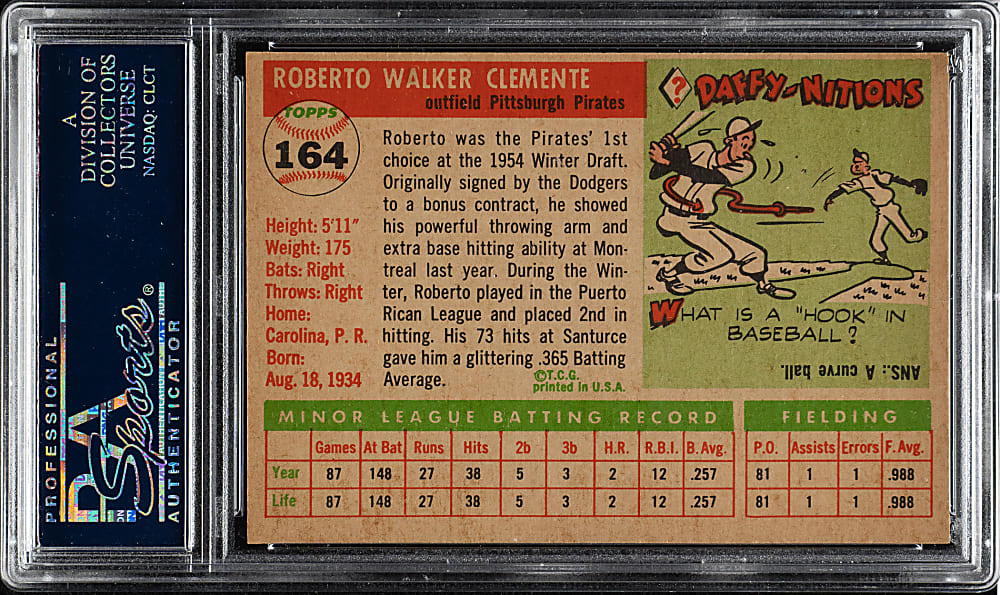 A
DIVISION OF
COLLECTORS
UNIVERSE
NASDAQ: CLCT
PROFESSIONAL
PSA
Sports®
AUTHENTICATOR
ROBERTO WALKER CLEMENTE
outfield Pittsburgh Pirates
TOPPS
164
Height: 5'11"
Weight: 175
Bats: Right
Throws: Right
Home:
Carolina, P. R.
Born:
Aug. 18, 1934
Roberto was the Pirates' 1st
choice at the 1954 Winter Draft.
Originally signed by the Dodgers
to a bonus contract, he showed
his powerful throwing arm and
extra base hitting ability at Mon-
treal last year. During the Win-
ter, Roberto played in the Puerto
Rican League and placed 2nd in
hitting. His 73 hits at Santurce
gave him a glittering .365 Batting
Average.
©T.C.G.
printed in U.S.A.
? DAFFY-NITIONS
WHAT IS A "HOOK" IN
BASEBALL?
ANS.: A curve ball.
MINOR LEAGUE BATTING RECORD
Games At Bat Runs Hits 2b 3b H.R. R.B.I. B. Avg.
Year 87 148 27 38 5 3 2 12 .257
Life 87 148 27 38 5 3 2 12 .257
FIELDING
P.O. Assists Errors F. Avg.
81 1 1 .988
81 1 1 .988